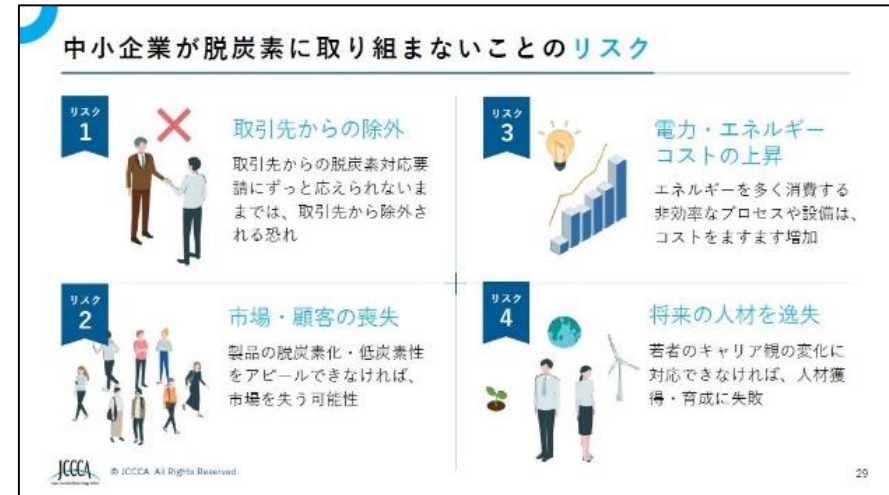 中小企業が脱炭素に取り組まないことのリスク
リスク
1
取引先からの除外
取引先からの脱炭素対応要
請にずっと応えられないま
までは、取引先から除外さ
れる恐れ
リスク
2
市場・顧客の喪失
製品の脱炭素化・低炭素性
をアピールできなければ、
市場を失う可能性
リスク
3
電力・エネルギー
コストの上昇
エネルギーを多く消費する
非効率なプロセスや設備は、
コストをますます増加
リスク
4
将来の人材を逸失
若者のキャリア観の変化に
対応できなければ、人材獲
得・育成に失敗
JCCCA
© JCCCA. All Rights Reserved.
29